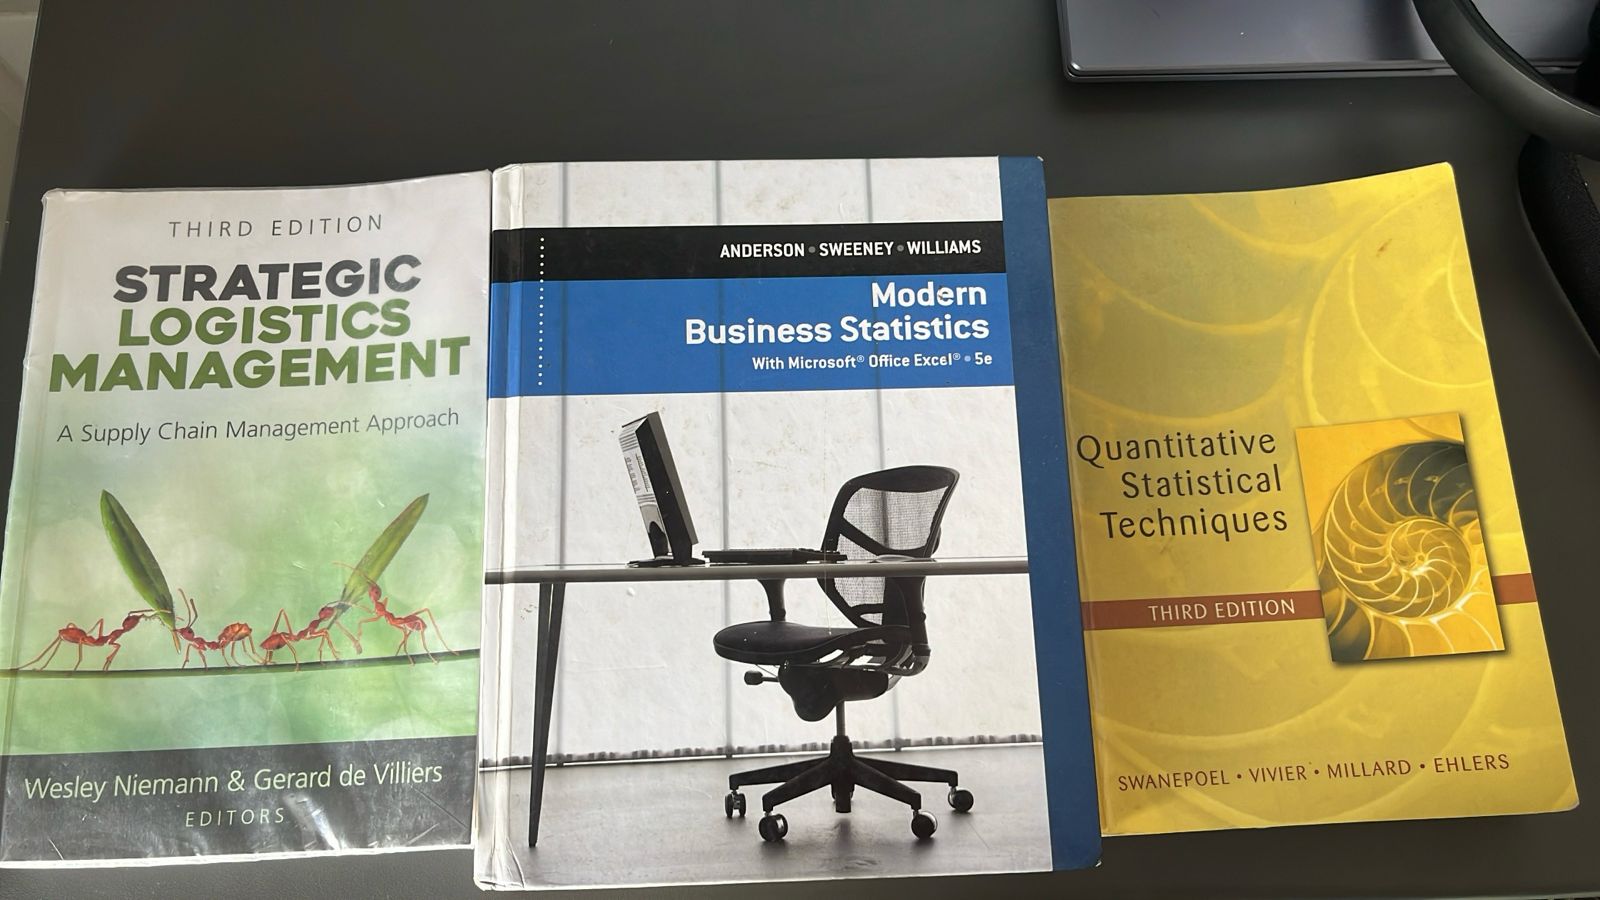 THIRD EDITION
STRATEGIC
LOGISTICS
MANAGEMENT
A Supply Chain Management Approach
Wesley Niemann & Gerard de Villiers
EDITORS
ANDERSON • SWEENEY • WILLIAMS
Modern
Business Statistics
With Microsoft® Office Excel® • 5e
Quantitative
Statistical
Techniques
THIRD EDITION
SWANEPOEL • VIVIER • MILLARD • EHLERS